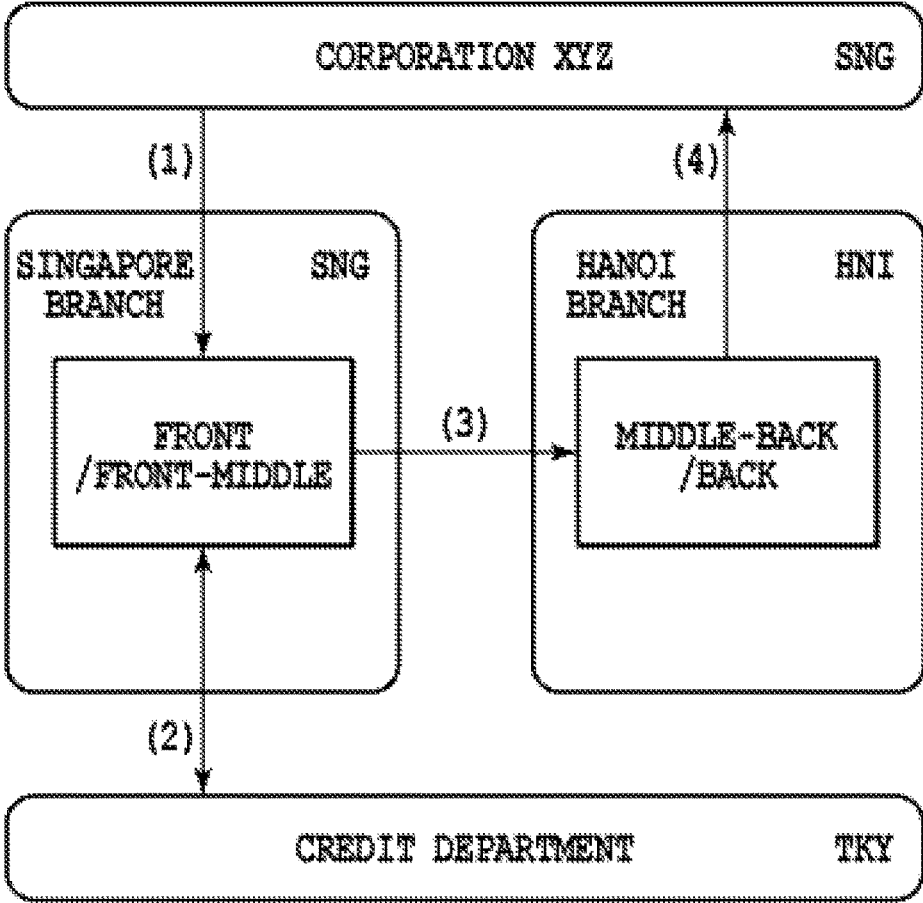 CORPORATION XYZ SNG
(1)
(4)
SINGAPORE SNG
BRANCH
HANOI HNI
BRANCH
FRONT
/FRONT-MIDDLE
(3)
MIDDLE-BACK
/BACK
(2)
CREDIT DEPARTMENT TKY